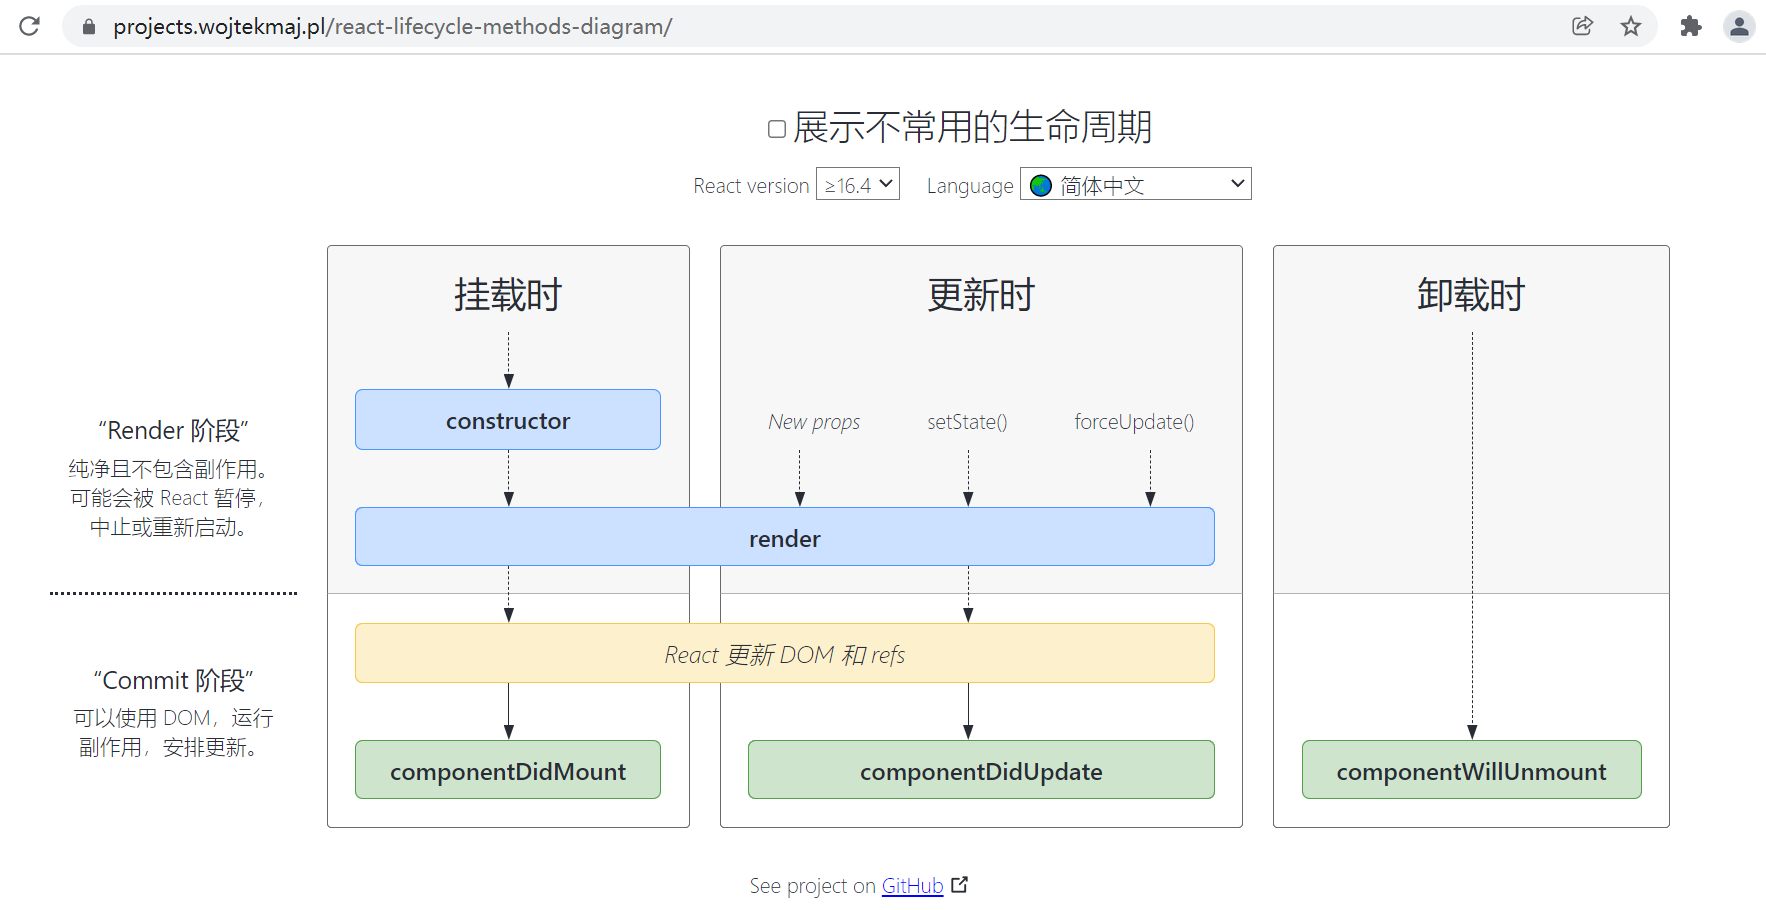 projects.wojtekmaj.pl/react-lifecycle-methods-diagram/
展示不常用的生命周期
React version ≥16.4 Language 简体中文
挂载时 更新时 卸载时
constructor
New props setState() forceUpdate()
“Render 阶段”
纯净且不包含副作用。
可能会被 React 暂停，
中止或重新启动。
render
React 更新 DOM 和 refs
“Commit 阶段”
可以使用 DOM，运行
副作用，安排更新。
componentDidMount componentDidUpdate componentWillUnmount
See project on GitHub